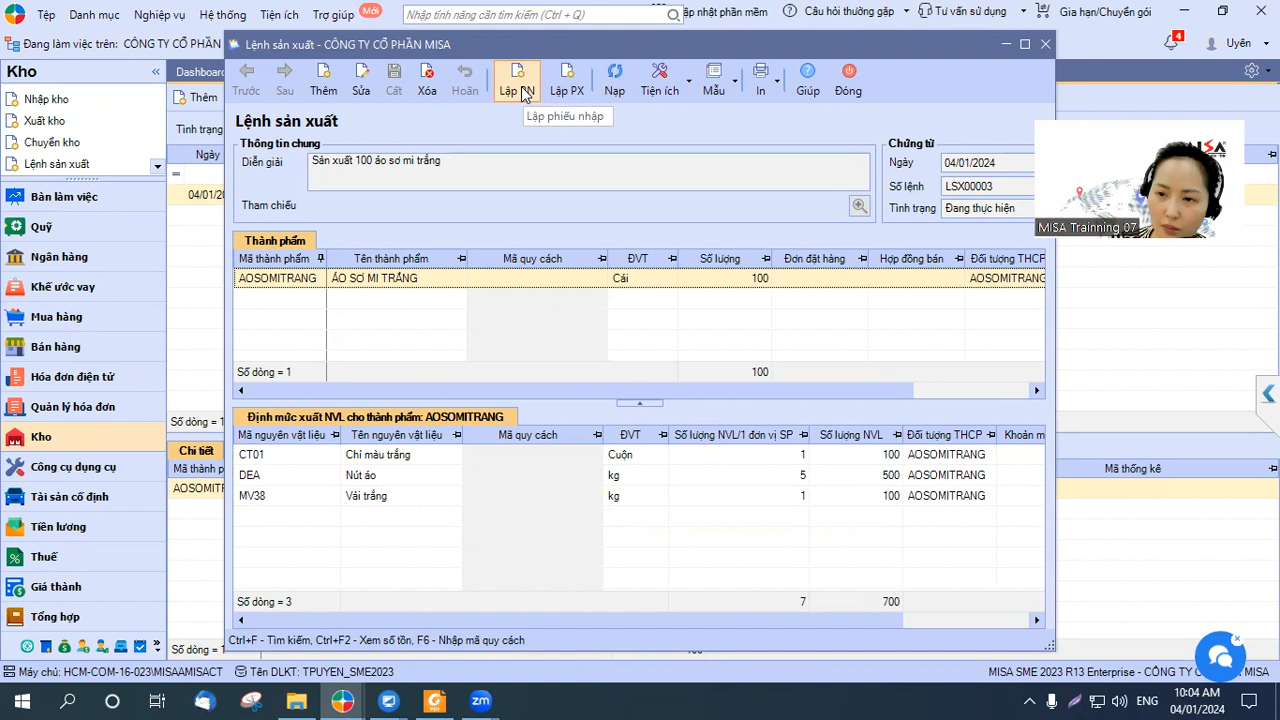 Tệp Danh mục Nghiệp vụ Hệ thống Tiện ích Trợ giúp Mới Nhập tính năng cần tìm kiếm (Ctrl + Q) lập phần mềm Câu hỏi thường gặp Tư vấn sử dụng Gia hạn/Chuyển gói
Đang làm việc trên: CÔNG TY CỔ PHẦN
4
Uyên
Lệnh sản xuất - CÔNG TY CỔ PHẦN MISA
Kho
Nhập kho
Xuất kho
Chuyển kho
Lệnh sản xuất
Bàn làm việc
Quỹ
Ngân hàng
Khế ước vay
Mua hàng
Bán hàng
Hóa đơn điện tử
Quản lý hóa đơn
Kho
Công cụ dụng cụ
Tài sản cố định
Tiền lương
Thuế
Giá thành
Tổng hợp
Dashboard
Thêm
Tình trạng
Ngày
=
04/01/20
Số dòng = 1
Chi tiết
Mã thành p
AOSOMITR
Số dòng = 1
Trước Sau Thêm Sửa Cất Xóa Hoãn Lập PN Lập PX Nạp Tiện ích Mẫu In Giúp Đóng
Lập phiếu nhập
Lệnh sản xuất
Thông tin chung
Diễn giải Sản xuất 100 áo sơ mi trắng
Tham chiếu
Chứng từ
Ngày 04/01/2024
Số lệnh LSX00003
Tình trạng Đang thực hiện
MISA Trainning 07
Thành phẩm
Mã thành phẩm Tên thành phẩm Mã quy cách ĐVT Số lượng Đơn đặt hàng Hợp đồng bán Đối tượng THCP
AOSOMITRANG ÁO SƠ MI TRẮNG Cái 100 AOSOMITRANG
Số dòng = 1 100
Định mức xuất NVL cho thành phẩm: AOSOMITRANG
Mã nguyên vật liệu Tên nguyên vật liệu Mã quy cách ĐVT Số lượng NVL/1 đơn vị SP Số lượng NVL Đối tượng THCP Khoản m
CT01 Chỉ màu trắng Cuộn 1 100 AOSOMITRANG
DEA Nút áo kg 5 500 AOSOMITRANG
MV38 Vải trắng kg 1 100 AOSOMITRANG
Số dòng = 3 7 700
Ctrl+F - Tìm kiếm, Ctrl+F2 - Xem số tồn, F6 - Nhập mã quy cách
Mã thống kê
Máy chủ: HCM-COM-16-023\MISAAMISACT Tên DLKT: TPUYEN_SME2023 MISA SME 2023 R13 Enterprise - CÔNG TY C
zm
ENG
10:04 AM
04/01/2024